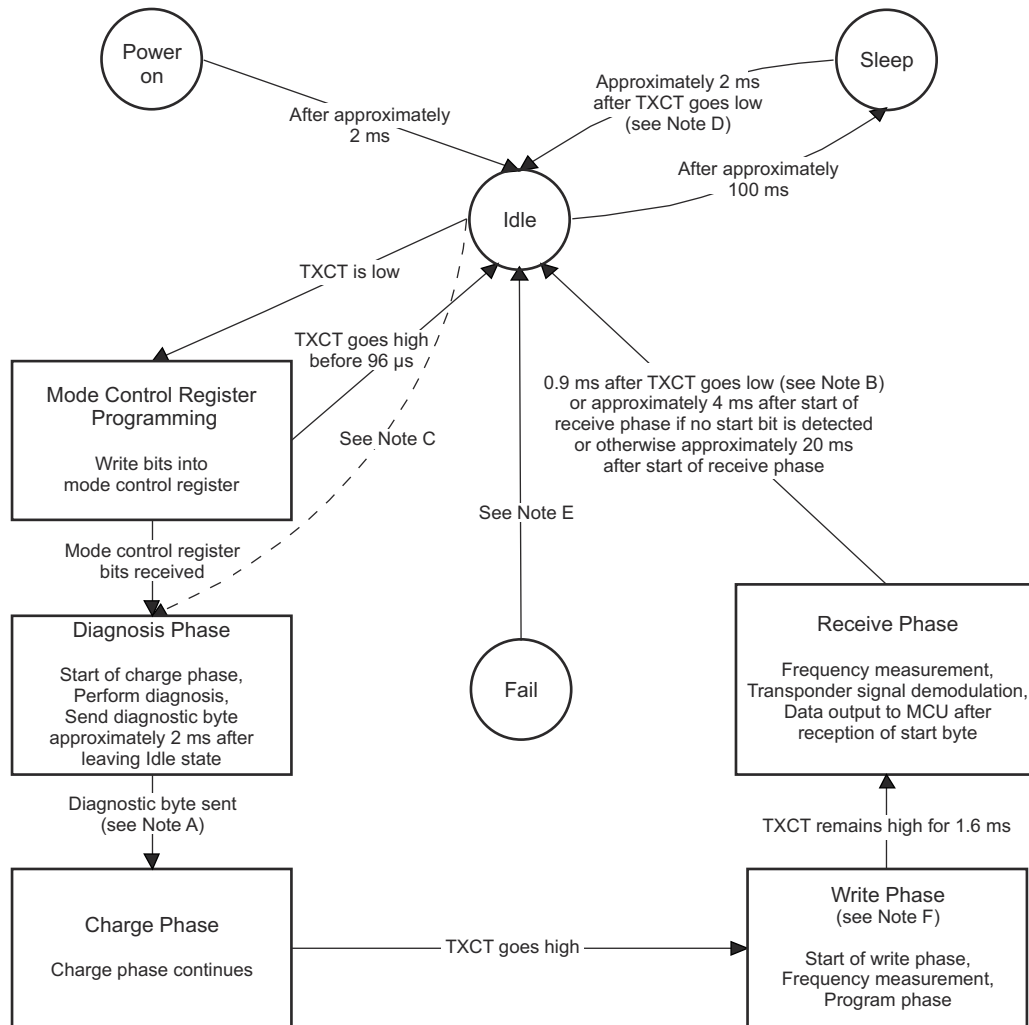 Power
on
Sleep
After approximately
2 ms
Approximately 2 ms
after TXCT goes low
(see Note D)
After approximately
100 ms
Idle
TXCT is low
TXCT goes high
before 96 µs
Mode Control Register
Programming
Write bits into
mode control register
See Note C
0.9 ms after TXCT goes low (see Note B)
or approximately 4 ms after start of
receive phase if no start bit is detected
or otherwise approximately 20 ms
after start of receive phase
See Note E
Mode control register
bits received
Diagnosis Phase
Start of charge phase,
Perform diagnosis,
Send diagnostic byte
approximately 2 ms after
leaving Idle state
Fail
Receive Phase
Frequency measurement,
Transponder signal demodulation,
Data output to MCU after
reception of start byte
Diagnostic byte sent
(see Note A)
TXCT remains high for 1.6 ms
Charge Phase
Charge phase continues
TXCT goes high
Write Phase
(see Note F)
Start of write phase,
Frequency measurement,
Program phase